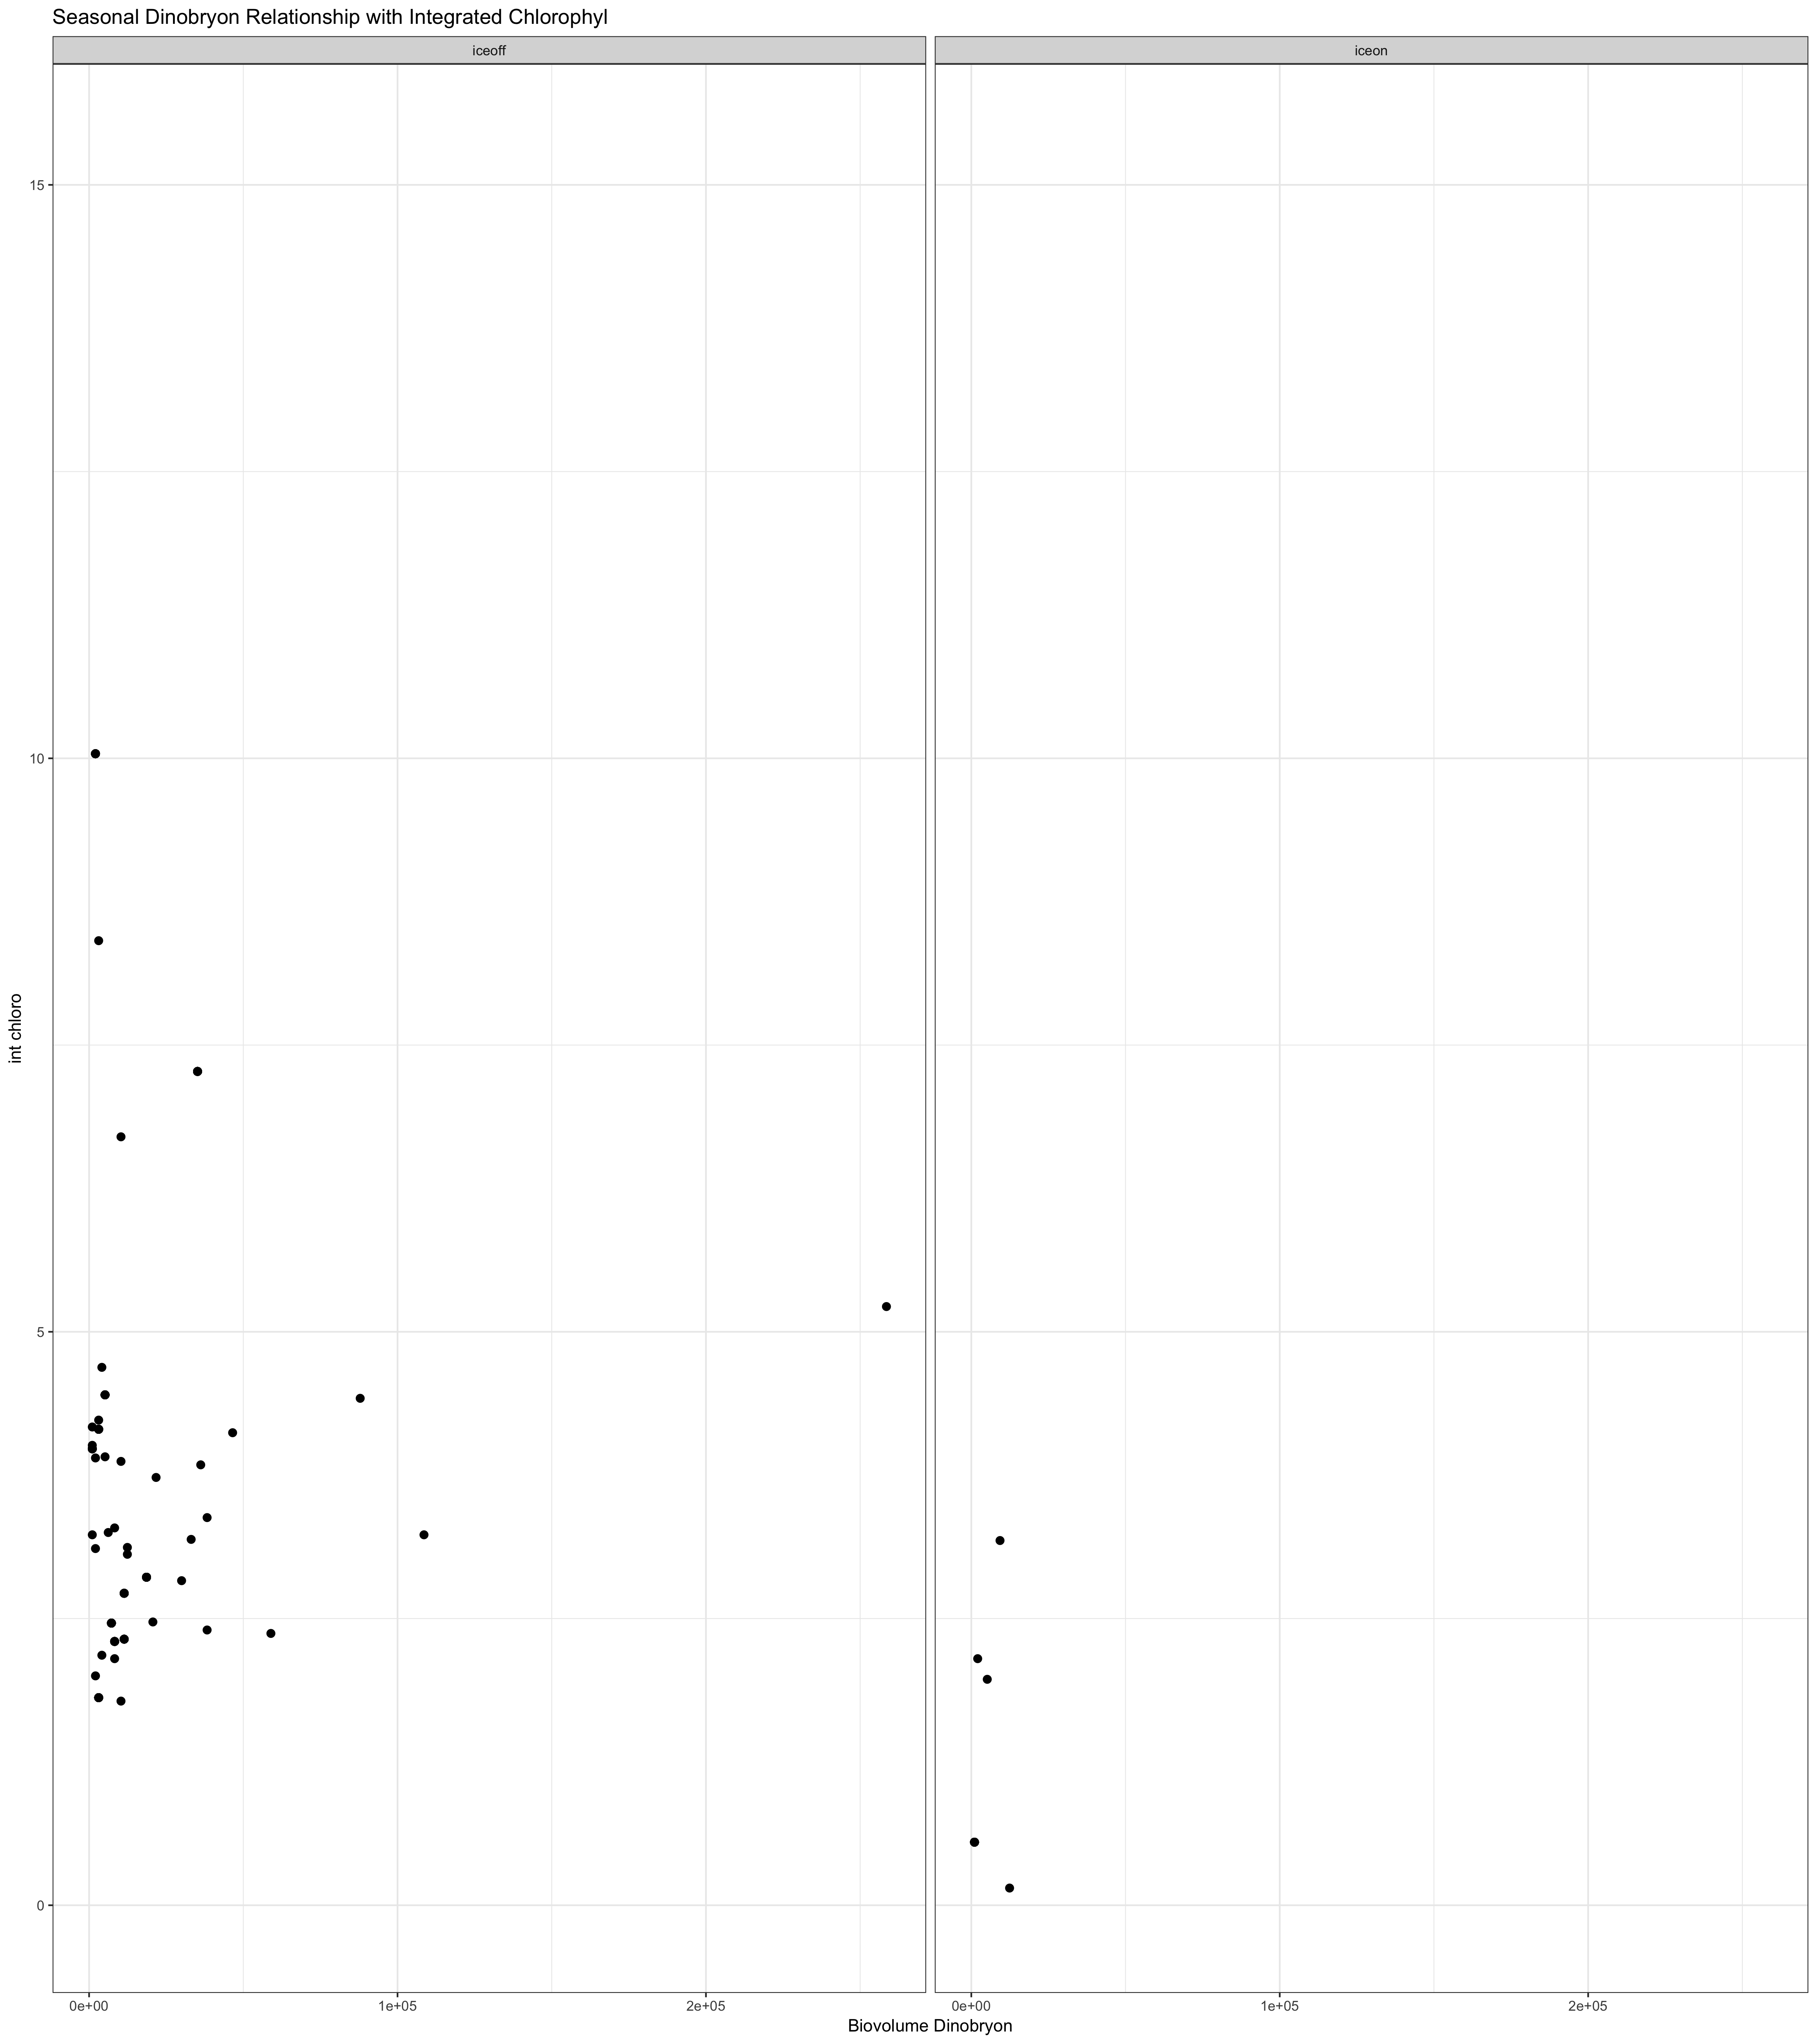 Seasonal Dinobryon Relationship with Integrated Chlorophyl
iceoff
iceon
15
10
5
0
int chloro
0e+00
1e+05
2e+05
0e+00
1e+05
2e+05
Biovolume Dinobryon